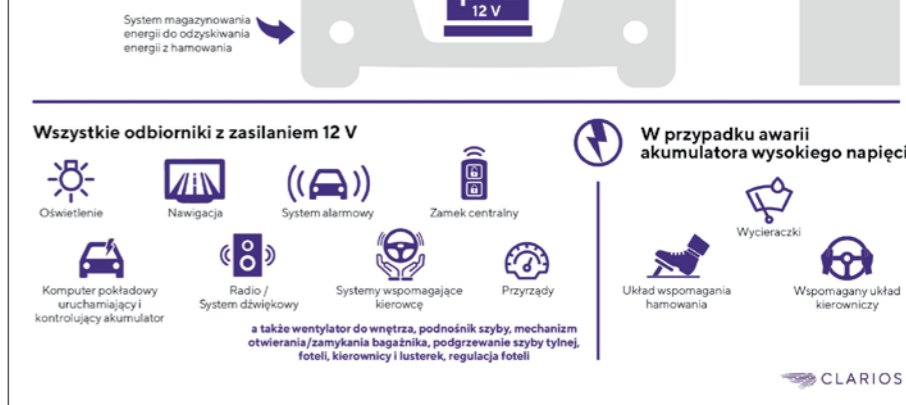 System magazynowania
energii do odzyskiwania
energii z hamowania
12 V
Wszystkie odbiorniki z zasilaniem 12 V
Oświetlenie
Nawigacja
System alarmowy
Zamek centralny
Komputer pokładowy
uruchamiający i
kontrolujący akumulator
Radio /
System dźwiękowy
Systemy wspomagające
kierowcę
Przyrządy
a także wentylator do wnętrza, podnośnik szyby, mechanizm
otwierania/zamykania bagażnika, podgrzewanie szyby tylnej,
foteli, kierownicy i lusterek, regulacja foteli
W przypadku awarii
akumulatora wysokiego napięci
Wycieraczki
Układ wspomagania
hamowania
Wspomagany układ
kierowniczy
CLARIOS